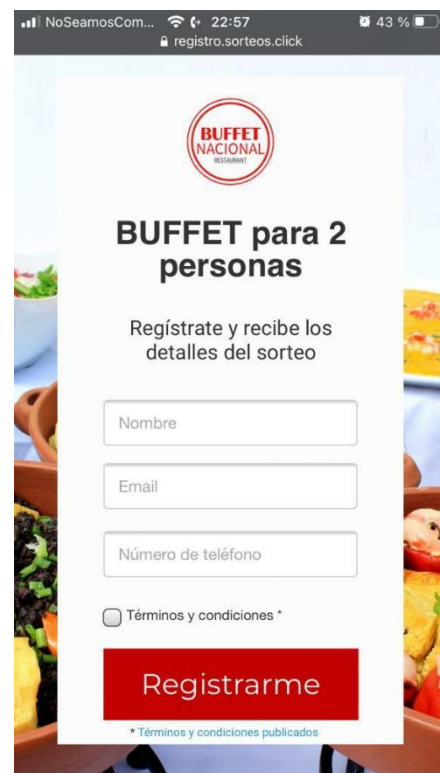 NoSeamosCom... 22:57 43 %
registro.sorteos.click
BUFFET
NACIONAL
RESTAURANT
BUFFET para 2
personas
Regístrate y recibe los
detalles del sorteo
Nombre
Email
Número de teléfono
Términos y condiciones *
Registrarme
* Términos y condiciones publicados